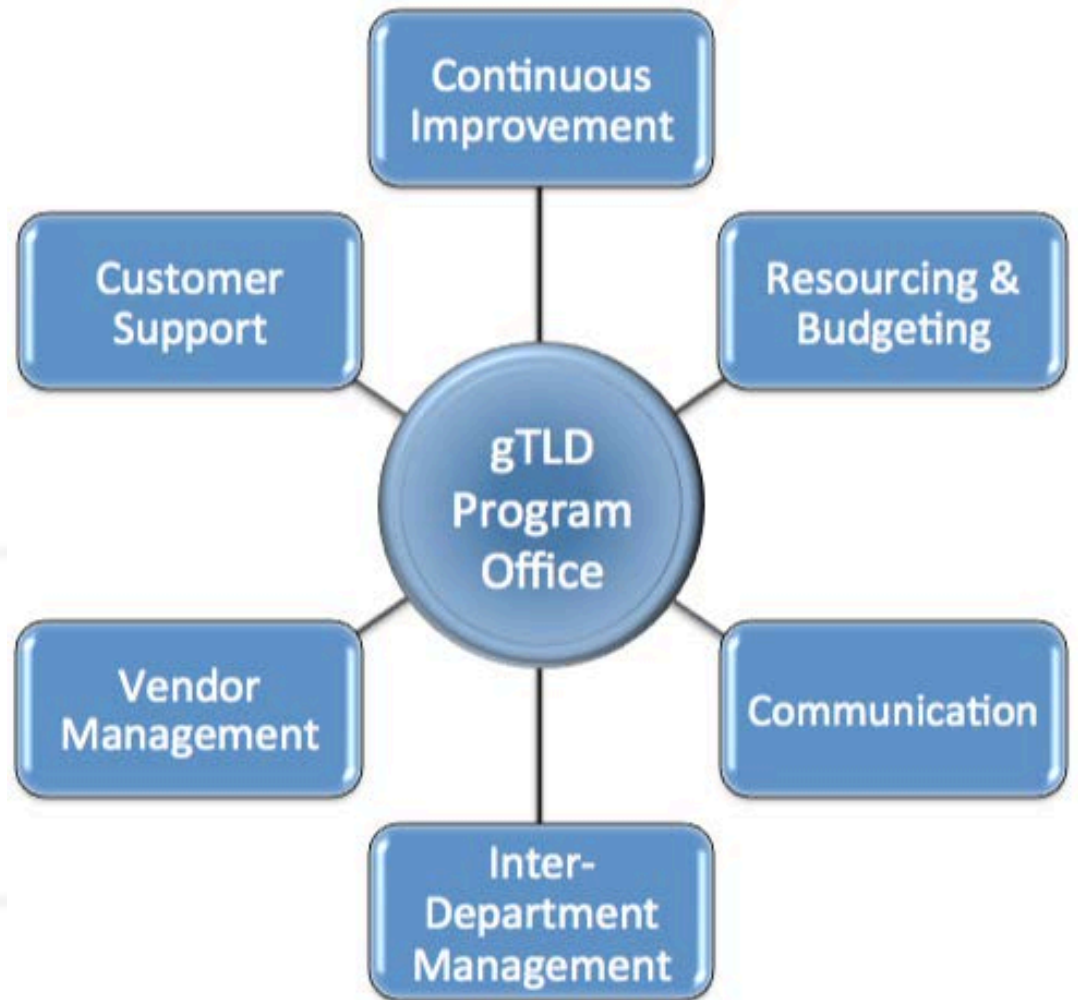 Continuous
Improvement
Customer
Support
Resourcing &
Budgeting
gTLD
Program
Office
Vendor
Management
Communication
Inter-
Department
Management